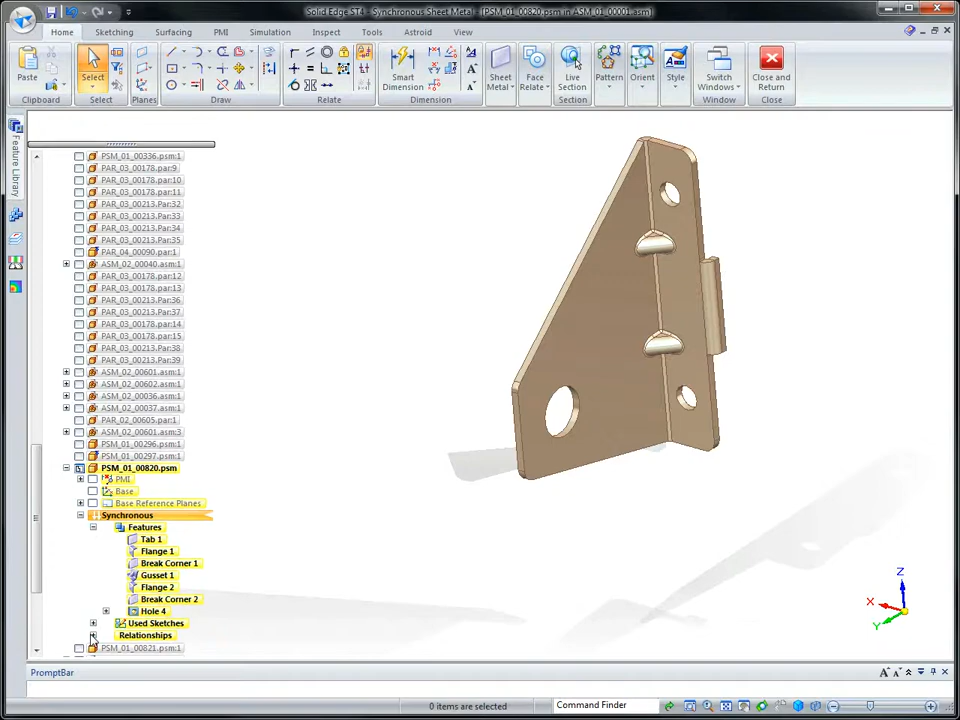 Solid Edge ST4 - Synchronous Sheet Metal - [PSM_01_00820.psm in ASM_01_00001.asm]
Home Sketching Surfacing PMI Simulation Inspect Tools Astroid View
Paste Select Smart Dimension Sheet Metal Face Relate Live Section Pattern Orient Style Switch Windows Close and Return
Clipboard Select Planes Draw Relate Dimension Section Window Close
Feature Library
PSM_01_00336.psm:1
PAR_03_00178.par:9
PAR_03_00178.par:10
PAR_03_00178.par:11
PAR_03_00213.Par:32
PAR_03_00213.Par:33
PAR_03_00213.Par:34
PAR_03_00213.Par:35
PAR_04_00090.par:1
ASM_02_00040.asm:1
PAR_03_00178.par:12
PAR_03_00178.par:13
PAR_03_00213.Par:36
PAR_03_00213.Par:37
PAR_03_00178.par:14
PAR_03_00178.par:15
PAR_03_00213.Par:38
PAR_03_00213.Par:39
ASM_02_00601.asm:1
ASM_02_00602.asm:1
ASM_02_00036.asm:1
ASM_02_00037.asm:1
PAR_02_00605.par:1
ASM_02_00601.asm:3
PSM_01_00296.psm:1
PSM_01_00297.psm:1
PSM_01_00820.psm
PMI
Base
Base Reference Planes
Synchronous
Features
Tab 1
Flange 1
Break Corner 1
Gusset 1
Flange 2
Break Corner 2
Hole 4
Used Sketches
Relationships
PSM_01_00821.psm:1
Z
X
Y
PromptBar
0 items are selected
Command Finder